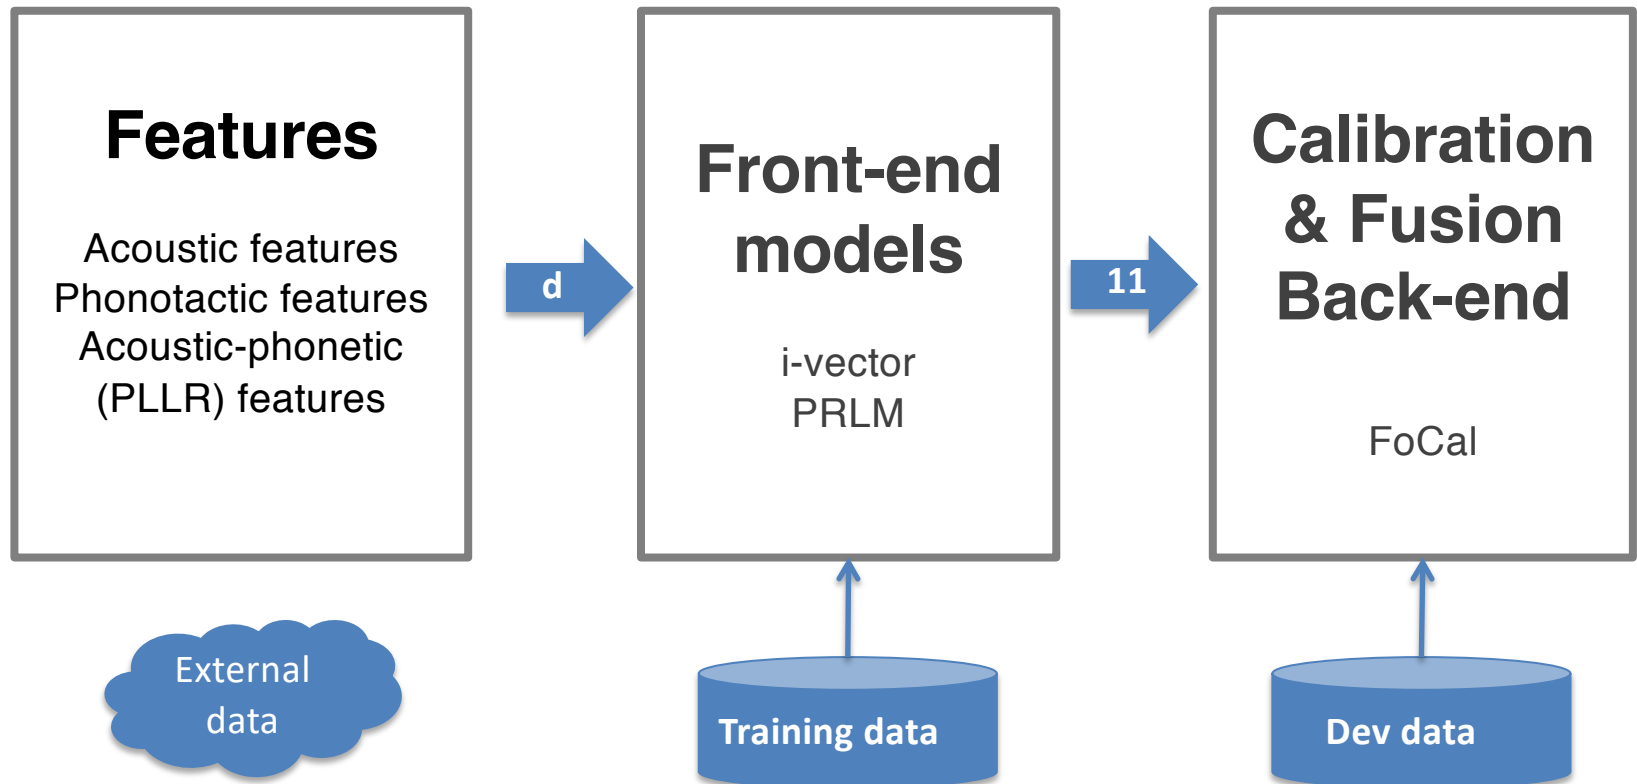 Features
Acoustic features
Phonotactic features
Acoustic-phonetic
(PLLR) features
d
Front-end
models
i-vector
PRLM
11
Calibration
& Fusion
Back-end
FoCal
External
data
Training data
Dev data